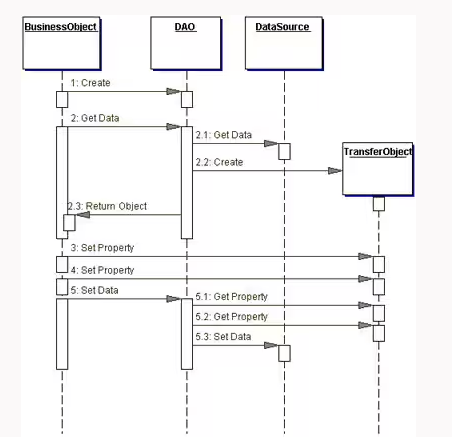 BusinessObject
DAO
DataSource
1: Create
2: Get Data
2.1: Get Data
2.2: Create
TransferObject
2.3: Return Object
3: Set Property
4: Set Property
5: Set Data
5.1: Get Property
5.2: Get Property
5.3: Set Data